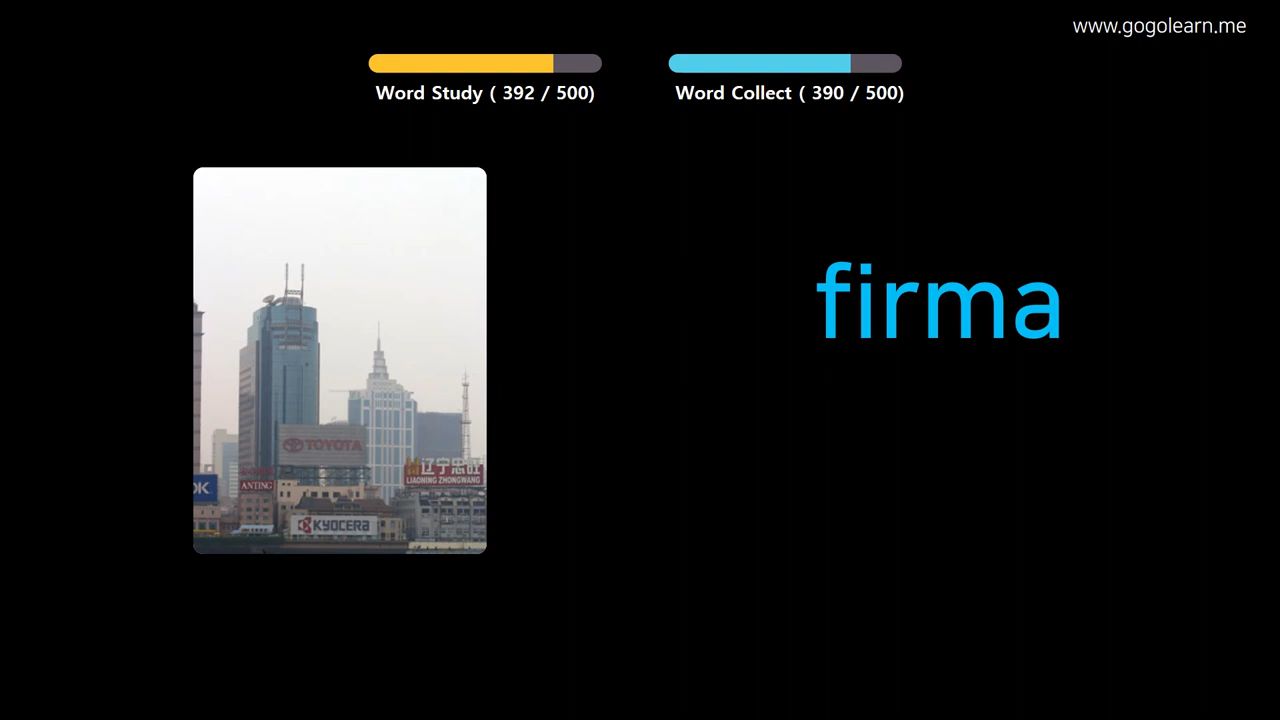 www.gogolearn.me
Word Study ( 392 / 500)
Word Collect ( 390 / 500)
firma
TOYOTA
辽宁忠旺
LIAONING ZHONGWANG
OK
ANTING
KYOCERA